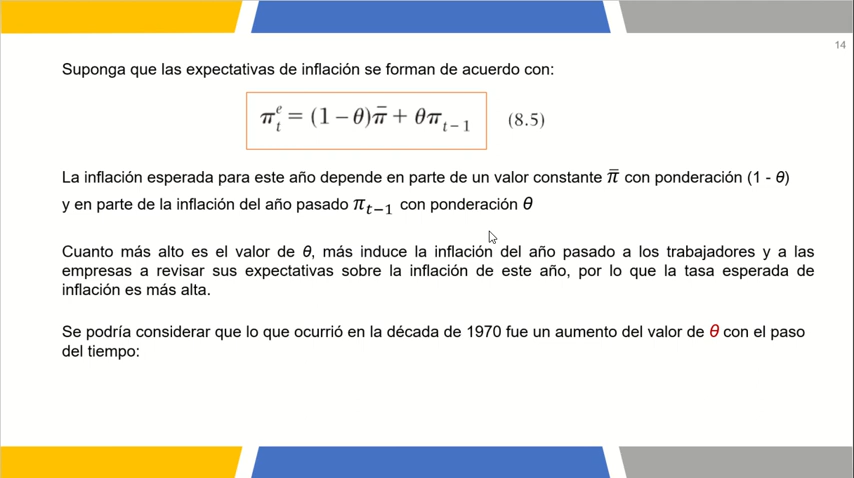 14
Suponga que las expectativas de inflación se forman de acuerdo con:
πᵉₜ = (1 – θ)π̄ + θπₜ₋₁ (8.5)
La inflación esperada para este año depende en parte de un valor constante π̄ con ponderación (1 - θ)
y en parte de la inflación del año pasado πₜ₋₁ con ponderación θ
Cuanto más alto es el valor de θ, más induce la inflación del año pasado a los trabajadores y a las
empresas a revisar sus expectativas sobre la inflación de este año, por lo que la tasa esperada de
inflación es más alta.
Se podría considerar que lo que ocurrió en la década de 1970 fue un aumento del valor de θ con el paso
del tiempo: